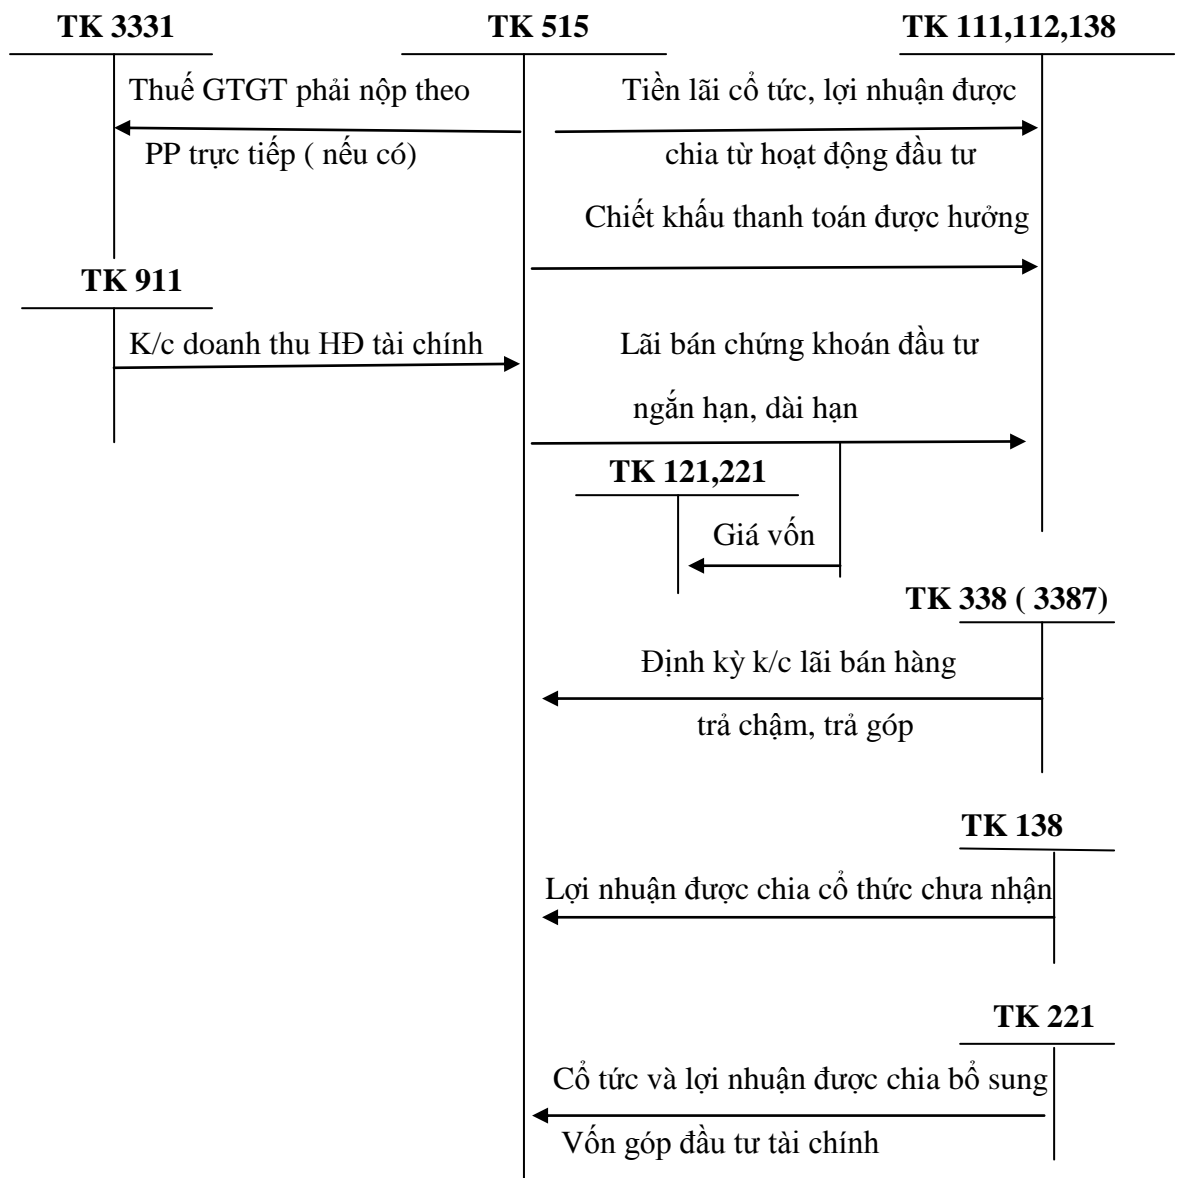 TK 3331
TK 515
TK 111,112,138
Thuế GTGT phải nộp theo
PP trực tiếp ( nếu có)
Tiền lãi cổ tức, lợi nhuận được
chia từ hoạt động đầu tư
Chiết khấu thanh toán được hưởng
TK 911
K/c doanh thu HĐ tài chính
Lãi bán chứng khoán đầu tư
ngắn hạn, dài hạn
TK 121,221
Giá vốn
TK 338 ( 3387)
Định kỳ k/c lãi bán hàng
trả chậm, trả góp
TK 138
Lợi nhuận được chia cổ thức chưa nhận
TK 221
Cổ tức và lợi nhuận được chia bổ sung
Vốn góp đầu tư tài chính